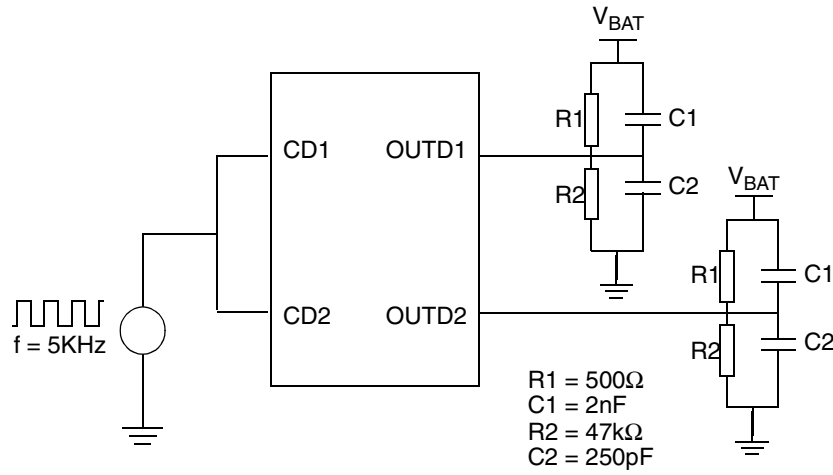 V_BAT
R1
C1
CD1 OUTD1
R2
C2
V_BAT
R1
C1
CD2 OUTD2
f = 5KHz
R2
C2
R1 = 500Ω
C1 = 2nF
R2 = 47kΩ
C2 = 250pF